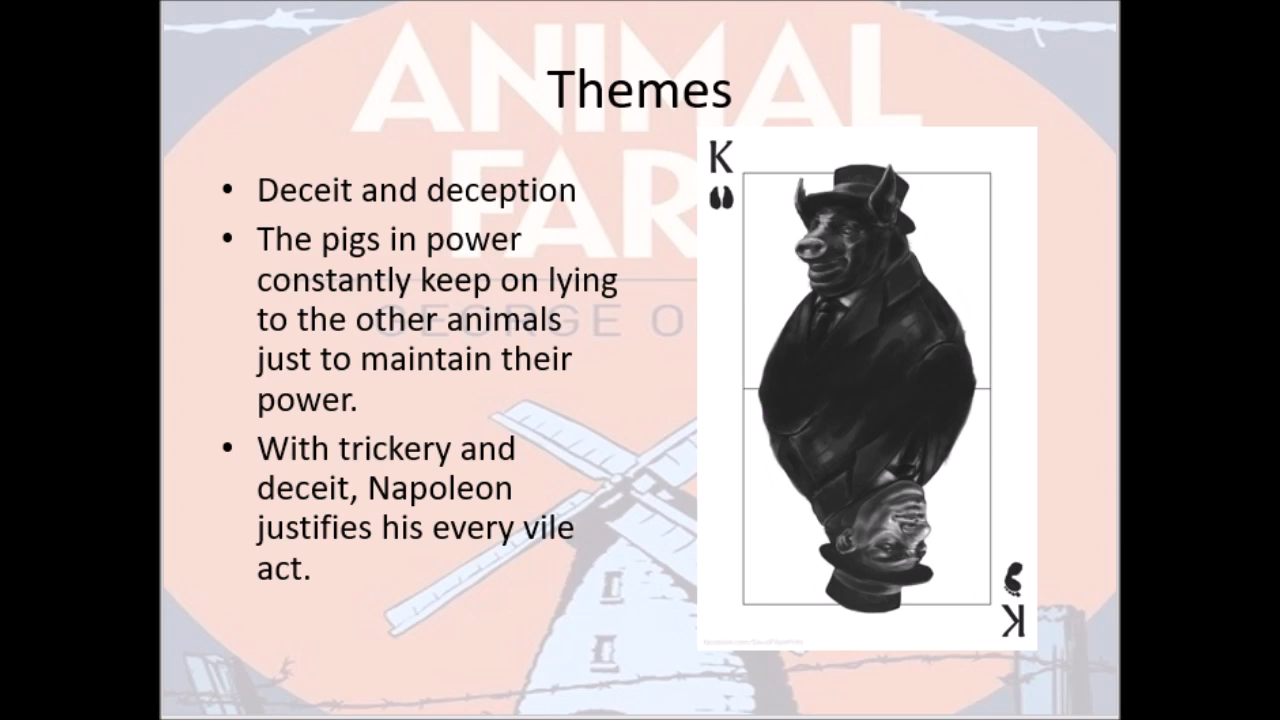 ANIMAL
Themes
FAR
GEORGE O
• Deceit and deception
• The pigs in power
constantly keep on lying
to the other animals
just to maintain their
power.
• With trickery and
deceit, Napoleon
justifies his every vile
act.
K
K